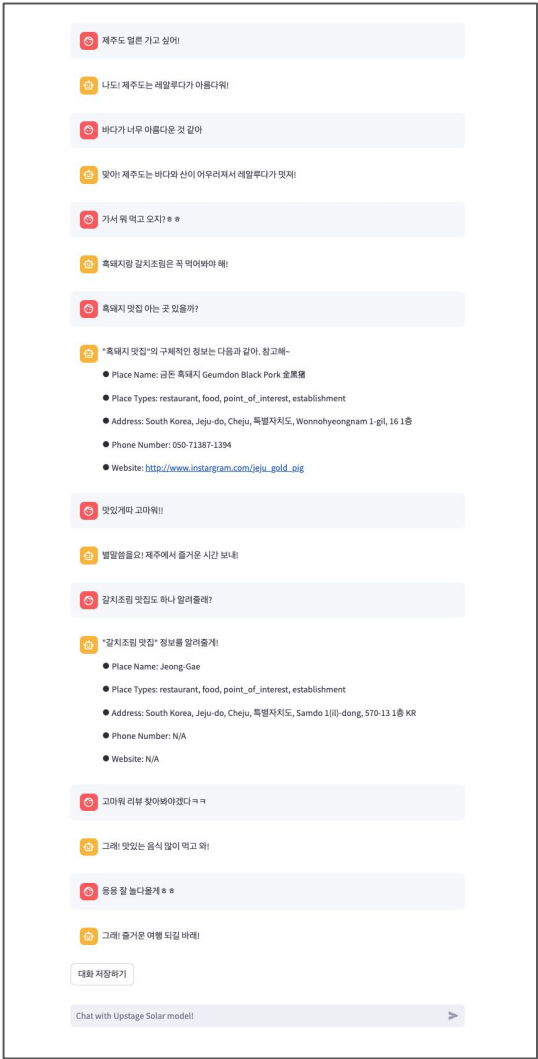 제주도 얼른 가고 싶어!
나도! 제주도는 레알루다가 아름다워!
바다가 너무 아름다운 것 같아
맞아! 제주도는 바다와 산이 어우러져서 레알루다가 멋져!
가서 뭐 먹고 오지?ㅎㅎ
흑돼지랑 갈치조림은 꼭 먹어봐야 해!
흑돼지 맛집 아는 곳 있을까?
"흑돼지 맛집"의 구체적인 정보는 다음과 같아. 참고해~
● Place Name: 금돈 흑돼지 Geumdon Black Pork 金黑猪
● Place Types: restaurant, food, point_of_interest, establishment
● Address: South Korea, Jeju-do, Cheju, 특별자치도, Wonnohyeongnam 1-gil, 16 1층
● Phone Number: 050-71387-1394
● Website: http://www.instargram.com/jeju_gold_pig
맛있게따 고마워!!
별말씀을요! 제주에서 즐거운 시간 보내!
갈치조림 맛집도 하나 알려줄래?
"갈치조림 맛집" 정보를 알려줄게!
● Place Name: Jeong-Gae
● Place Types: restaurant, food, point_of_interest, establishment
● Address: South Korea, Jeju-do, Cheju, 특별자치도, Samdo 1(il)-dong, 570-13 1층 KR
● Phone Number: N/A
● Website: N/A
고마워 리뷰 찾아봐야겠다ㅋㅋ
그래! 맛있는 음식 많이 먹고 와!
응응 잘 놀다올게ㅎㅎ
그래! 즐거운 여행 되길 바래!
대화 저장하기
Chat with Upstage Solar model!